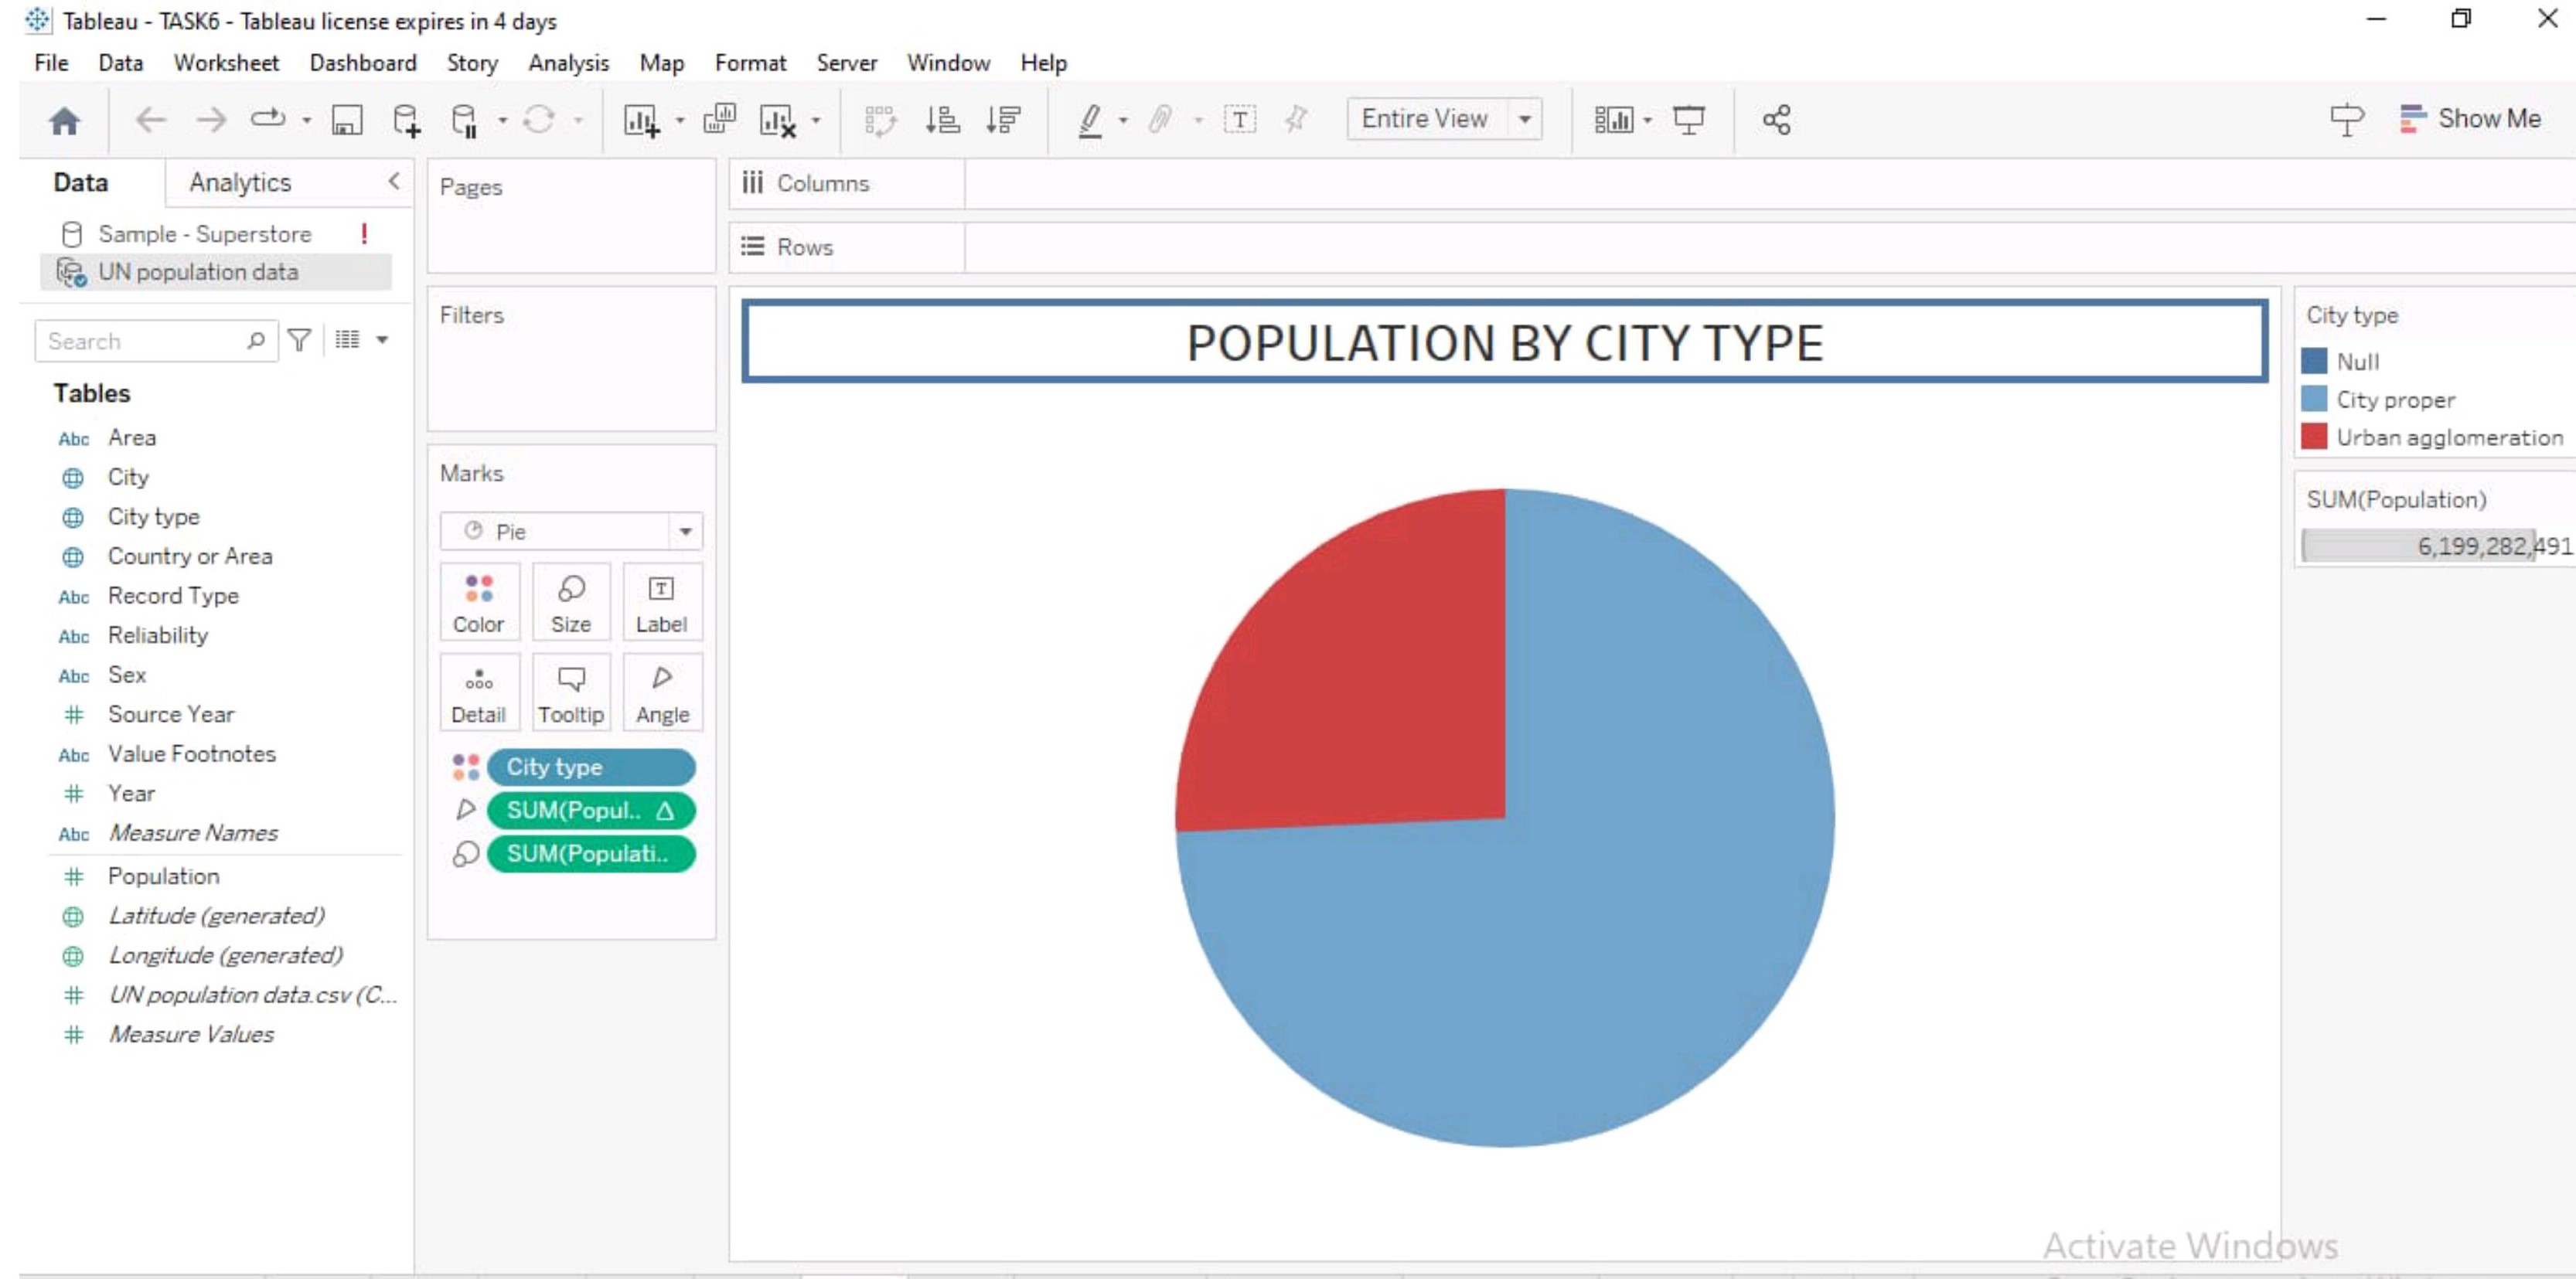 Tableau - TASK6 - Tableau license expires in 4 days
File Data Worksheet Dashboard Story Analysis Map Format Server Window Help
Entire View
Show Me
Data Analytics
Sample - Superstore !
UN population data
Search
Tables
Abc Area
City
City type
Country or Area
Abc Record Type
Abc Reliability
Abc Sex
# Source Year
Abc Value Footnotes
# Year
Abc Measure Names
# Population
Latitude (generated)
Longitude (generated)
# UN population data.csv (C...
# Measure Values
Pages
Filters
Marks
Pie
Color Size Label
Detail Tooltip Angle
City type
SUM(Popul.. Δ
SUM(Populati..
Columns
Rows
POPULATION BY CITY TYPE
City type
Null
City proper
Urban agglomeration
SUM(Population)
6,199,282,491
Activate Windows